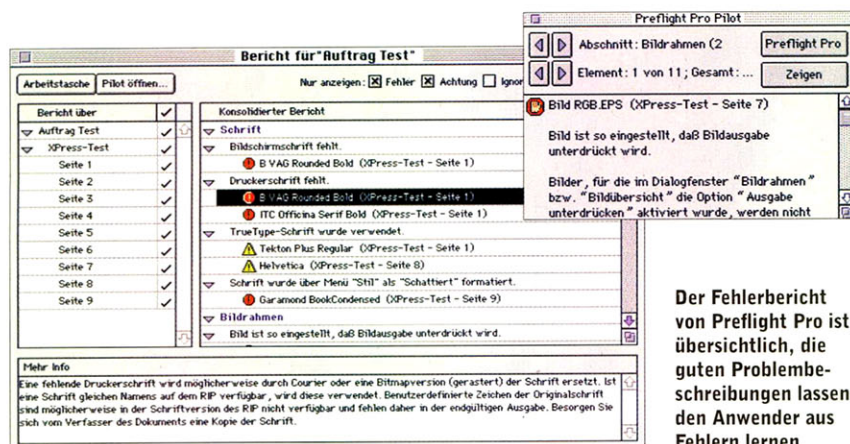 Preflight Pro Pilot
Abschnitt: Bildrahmen (2
Preflight Pro
Element: 1 von 11; Gesamt: ...
Zeigen
Bild RGB.EPS (XPress-Test - Seite 7)
Bild ist so eingestellt, daß Bildausgabe
unterdrückt wird.
Bilder, für die im Dialogfenster "Bildrahmen"
bzw. "Bildübersicht" die Option "Ausgabe
unterdrücken" aktiviert wurde, werden nicht
Bericht für "Auftrag Test"
Arbeitstasche
Pilot öffnen...
Nur anzeigen: Fehler Achtung Ignor
Bericht über
Auftrag Test
XPress-Test
Seite 1
Seite 2
Seite 3
Seite 4
Seite 5
Seite 6
Seite 7
Seite 8
Seite 9
Konsolidierter Bericht
Schrift
Bildschirmschrift fehlt.
B VAG Rounded Bold (XPress-Test - Seite 1)
Druckerschrift fehlt.
B VAG Rounded Bold (XPress-Test - Seite 1)
ITC Officina Serif Bold (XPress-Test - Seite 1)
TrueType-Schrift wurde verwendet.
Tekton Plus Regular (XPress-Test - Seite 1)
Helvetica (XPress-Test - Seite 8)
Schrift wurde über Menü "Stil" als "Schattiert" formatiert.
Garamond BookCondensed (XPress-Test - Seite 9)
Bildrahmen
Bild ist so eingestellt, daß Bildausgabe unterdrückt wird.
Mehr Info
Eine fehlende Druckerschrift wird möglicherweise durch Courier oder eine Bitmapversion (gerastert) der Schrift ersetzt. Ist
eine Schrift gleichen Namens auf dem RIP verfügbar, wird diese verwendet. Benutzerdefinierte Zeichen der Originalschrift
sind möglicherweise in der Schriftversion des RIP nicht verfügbar und fehlen daher in der endgültigen Ausgabe. Besorgen Sie
sich vom Verfasser des Dokuments eine Kopie der Schrift.
Der Fehlerbericht
von Preflight Pro ist
übersichtlich, die
guten Problembe-
schreibungen lassen
den Anwender aus
Fehlern lernen